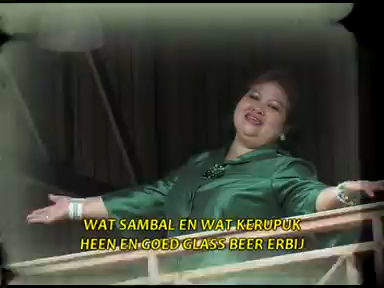 WAT SAMBAL EN WAT KERUPUK
HEEN EN GOED GLASS BEER ERBIJ